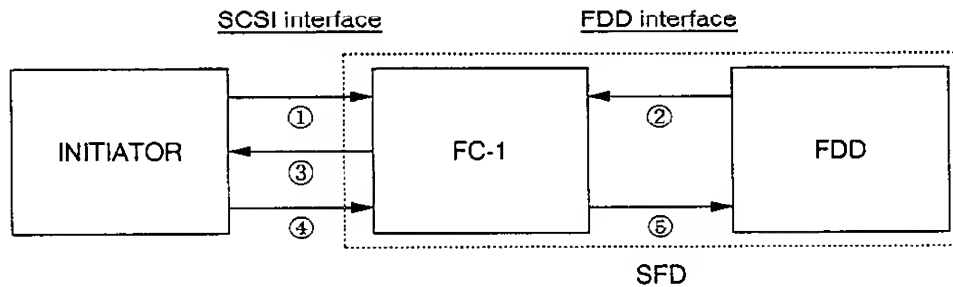 SCSI interface FDD interface
① ②
INITIATOR FC-1 FDD
③
④ ⑤
SFD